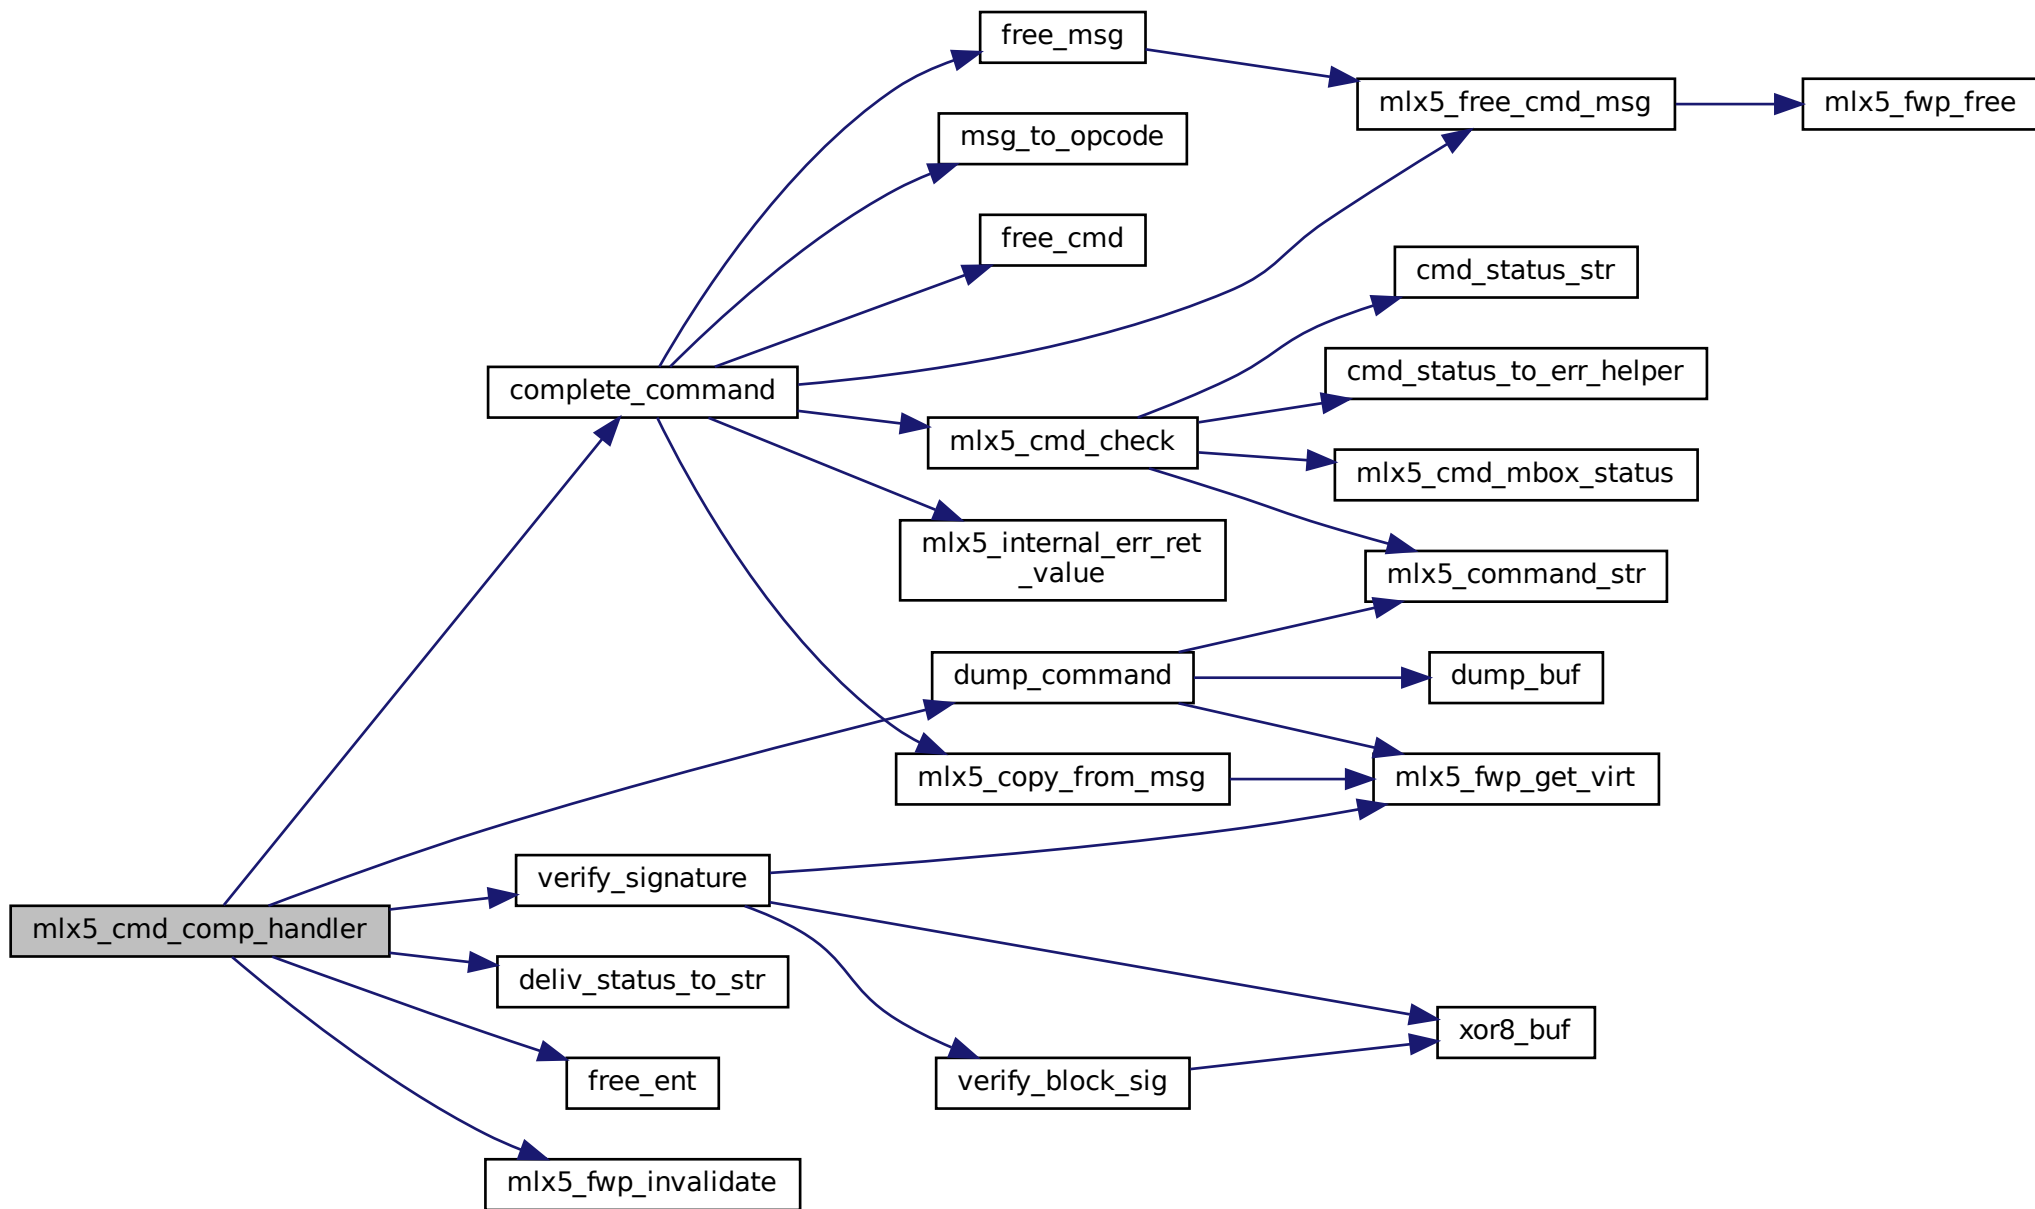 free_msg
mlx5_free_cmd_msg
mlx5_fwp_free
msg_to_opcode
free_cmd
cmd_status_str
cmd_status_to_err_helper
complete_command
mlx5_cmd_check
mlx5_cmd_mbox_status
mlx5_internal_err_ret
_value
mlx5_command_str
dump_command
dump_buf
mlx5_copy_from_msg
mlx5_fwp_get_virt
verify_signature
mlx5_cmd_comp_handler
deliv_status_to_str
xor8_buf
free_ent
verify_block_sig
mlx5_fwp_invalidate